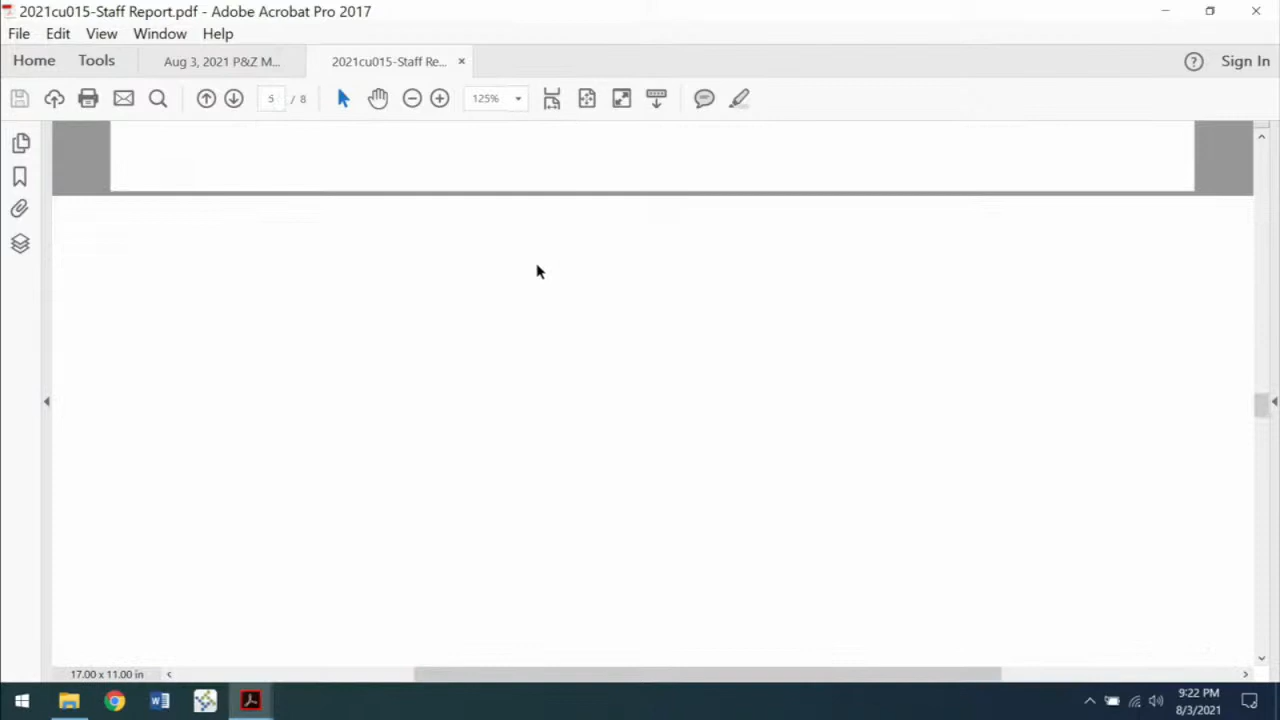 2021cu015-Staff Report.pdf - Adobe Acrobat Pro 2017
File Edit View Window Help
Home Tools Aug 3, 2021 P&Z M... 2021cu015-Staff Re... × ? Sign In
5 / 8 125%
17.00 x 11.00 in
9:22 PM
8/3/2021